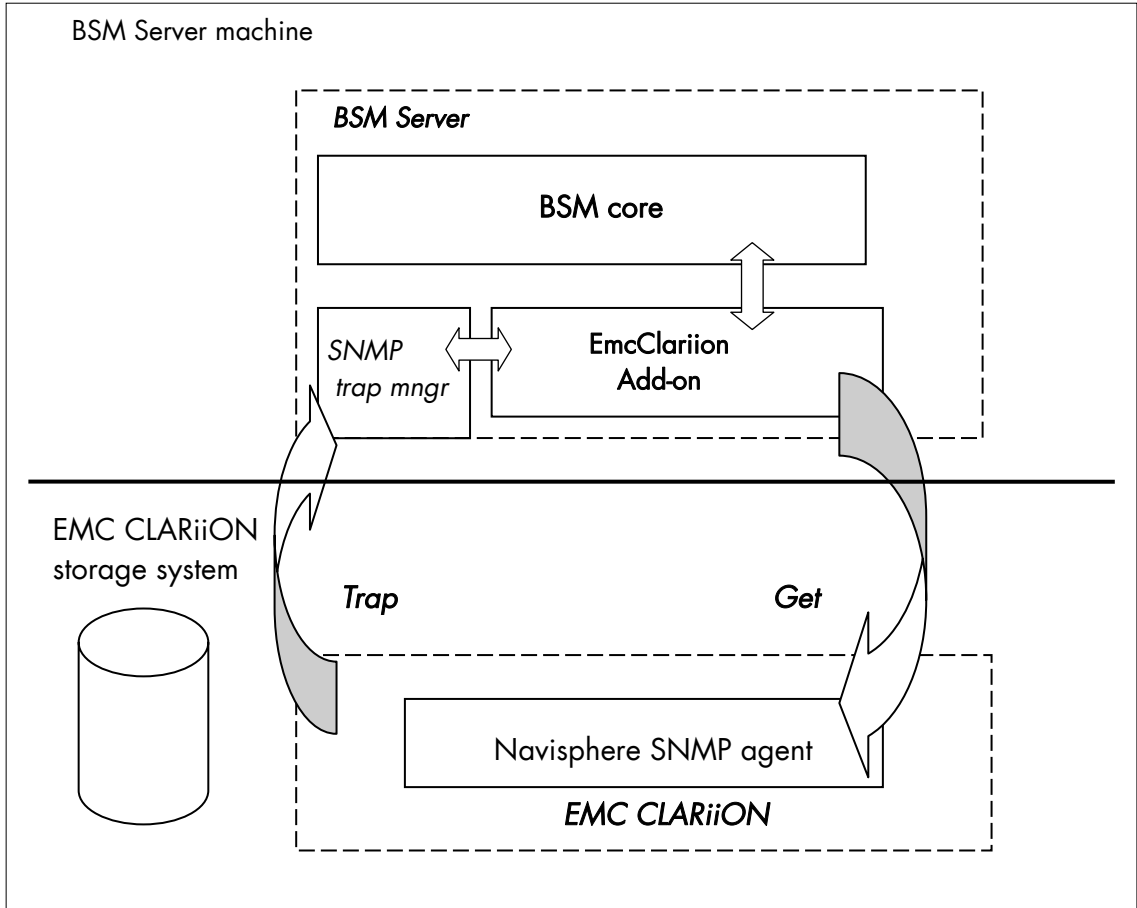 BSM Server machine
BSM Server
BSM core
SNMP
trap mngr
EmcClariion
Add-on
EMC CLARiiON
storage system
Trap
Get
Navisphere SNMP agent
EMC CLARiiON